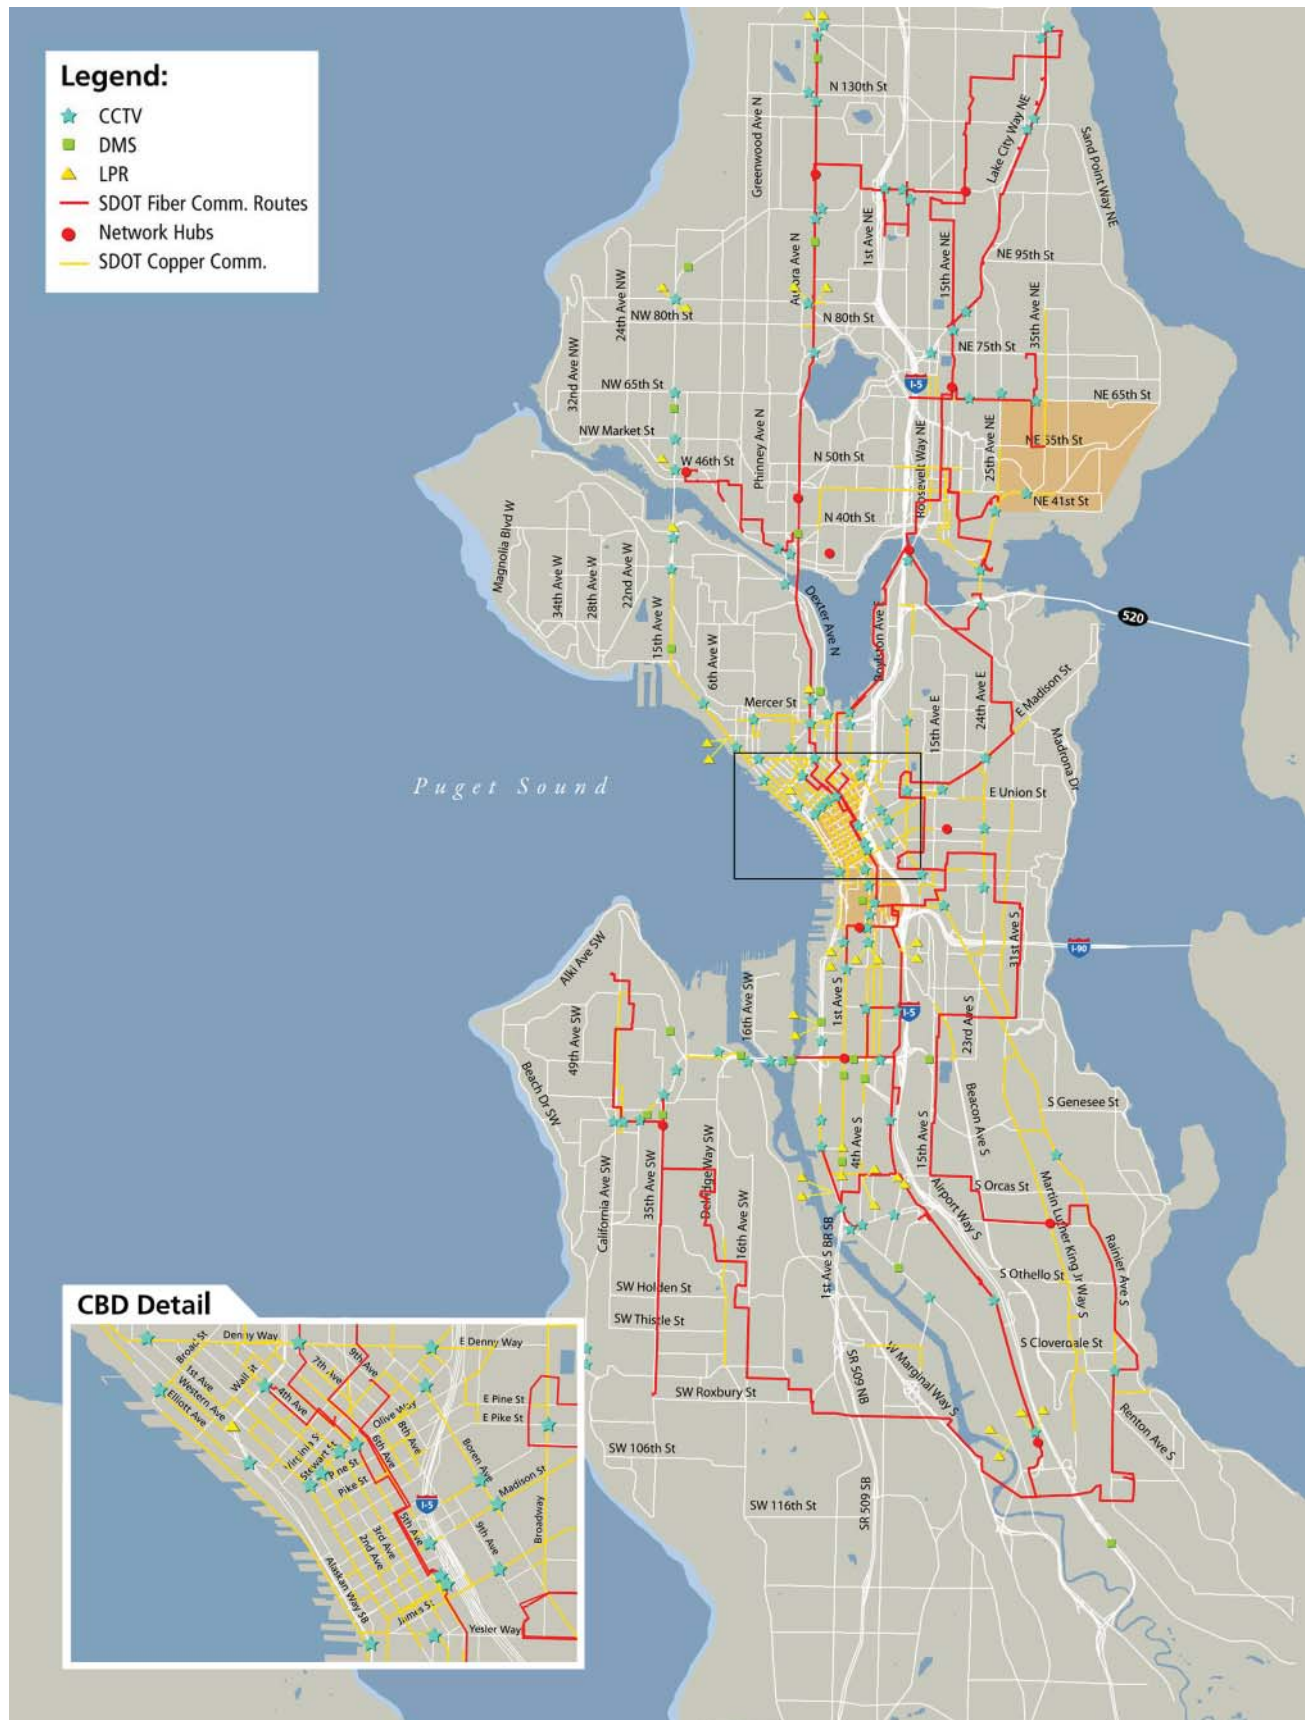 Legend:
CCTV
DMS
LPR
SDOT Fiber Comm. Routes
Network Hubs
SDOT Copper Comm.
N 130th St
Greenwood Ave N
Lake City Way NE
Sand Point Way NE
1st Ave NE
15th Ave NE
NE 95th St
Aurora Ave N
24th Ave NW
NW 80th St
N 80th St
35th Ave NE
NE 75th St
32nd Ave NW
NW 65th St
I-5
NE 65th St
NW Market St
Phinney Ave N
N 50th St
Roosevelt Way NE
25th Ave NE
NE 55th St
W 46th St
NE 41st St
N 40th St
Magnolia Blvd W
34th Ave W
28th Ave W
22nd Ave W
15th Ave W
6th Ave W
Dexter Ave N
Boylston Ave E
520
15th Ave E
24th Ave E
E Madison St
Mercer St
Madrona Dr
Puget Sound
E Union St
31st Ave S
I-90
Alki Ave SW
49th Ave SW
16th Ave SW
1st Ave S
I-5
23rd Ave S
Beach Dr SW
Beacon Ave S
S Genesee St
4th Ave S
15th Ave S
California Ave SW
35th Ave SW
Delridge Way SW
16th Ave SW
Airport Way S
S Orcas St
Martin Luther King Jr Way S
Rainier Ave S
1st Ave S BR SB
S Othello St
SW Holden St
SW Thistle St
S Cloverdale St
SR 509 NB
W Marginal Way S
SW Roxbury St
Renton Ave S
SW 106th St
SR 509 SB
SW 116th St
CBD Detail
Broad St
Denny Way
E Denny Way
1st Ave
Wall St
7th Ave
9th Ave
Western Ave
Elliott Ave
4th Ave
Olive Way
8th Ave
E Pine St
E Pike St
Virginia St
Stewart St
Pine St
Pike St
6th Ave
Boren Ave
Madison St
I-5
5th Ave
3rd Ave
2nd Ave
9th Ave
Broadway
Alaskan Way SB
James St
Yesler Way